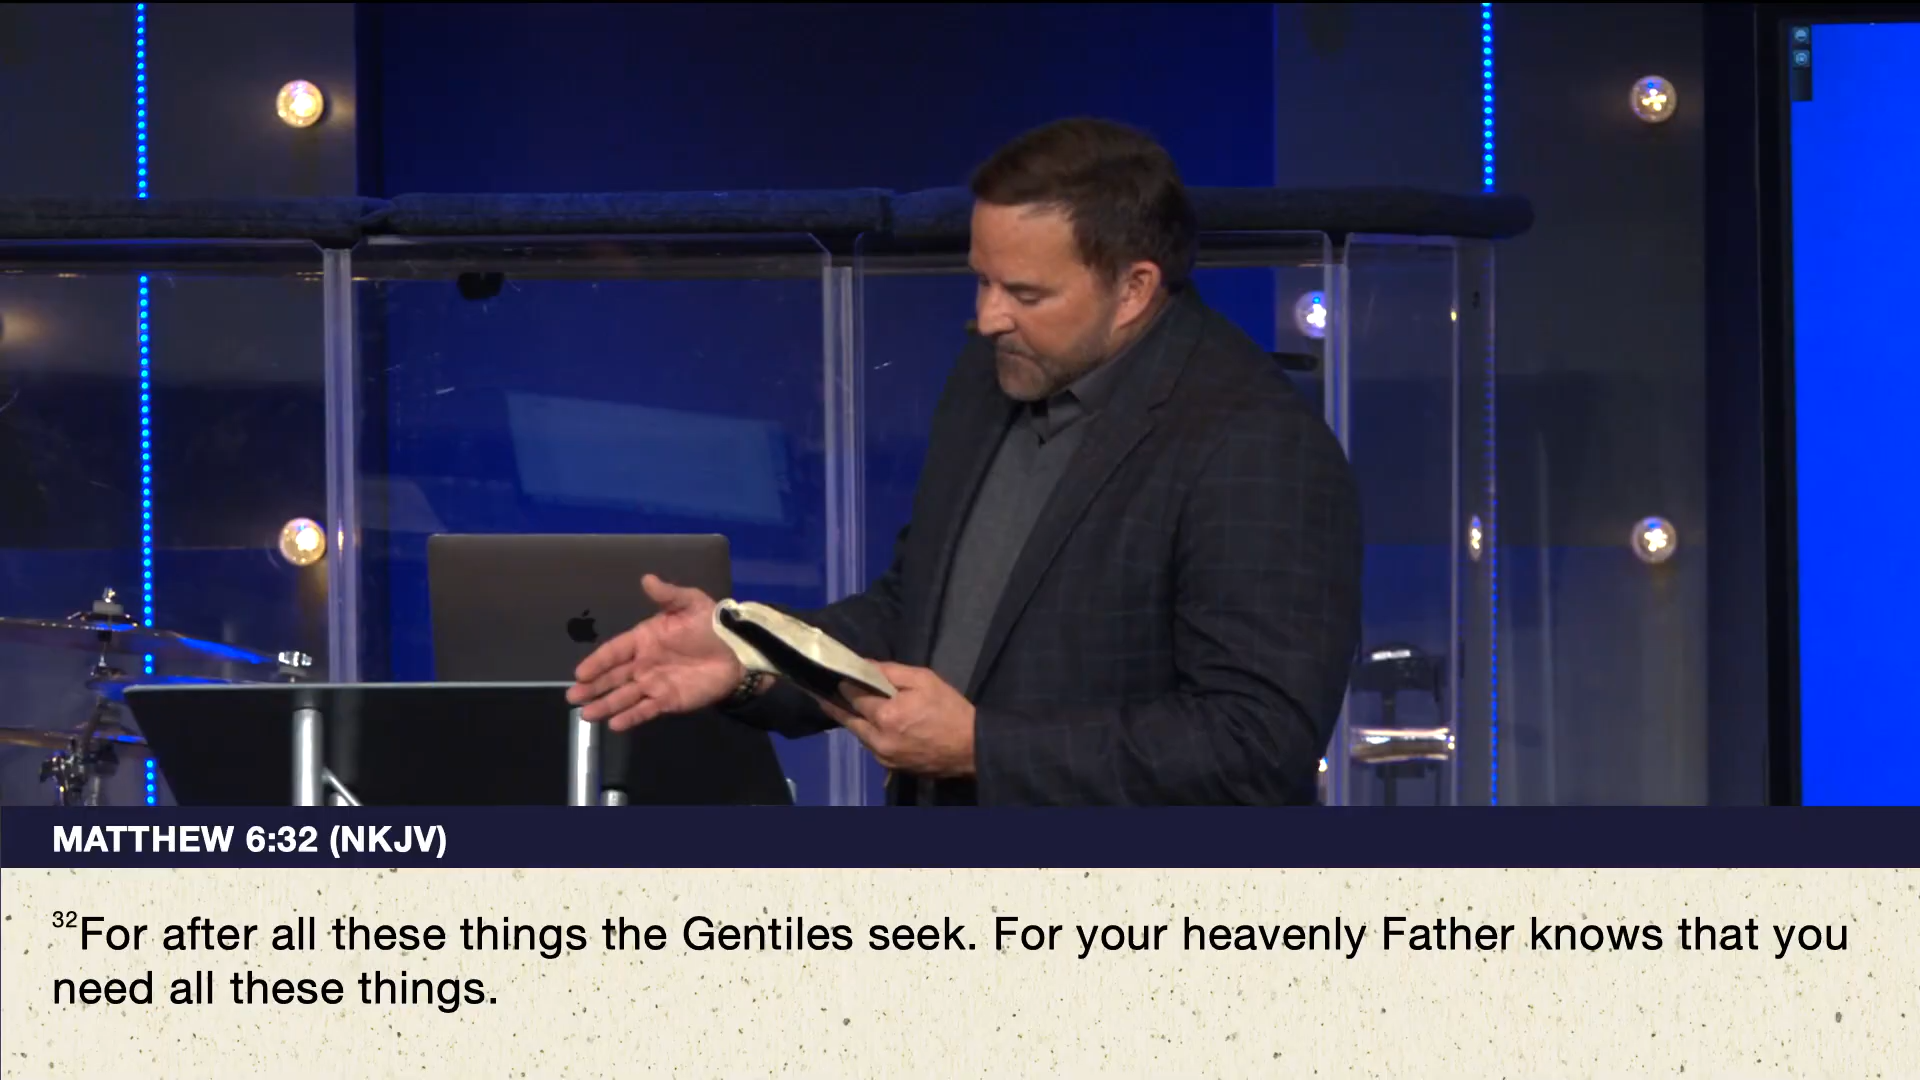 MATTHEW 6:32 (NKJV)
32For after all these things the Gentiles seek. For your heavenly Father knows that you
need all these things.